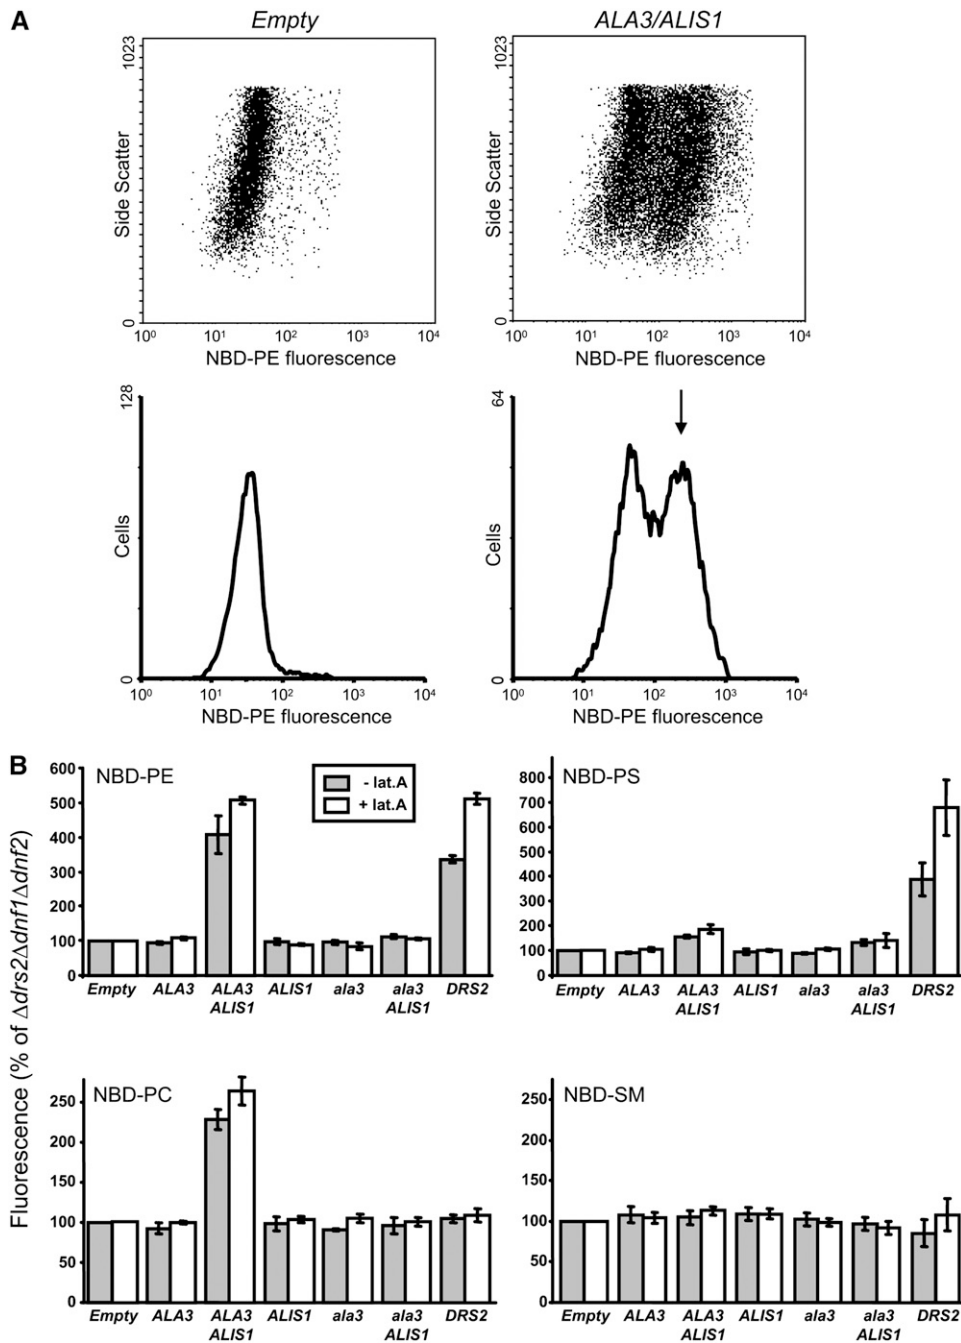 A
Empty
ALA3/ALIS1
1023
Side Scatter
0
10⁰ 10¹ 10² 10³ 10⁴
NBD-PE fluorescence
1023
Side Scatter
0
10⁰ 10¹ 10² 10³ 10⁴
NBD-PE fluorescence
128
Cells
0
10⁰ 10¹ 10² 10³ 10⁴
NBD-PE fluorescence
64
Cells
0
10⁰ 10¹ 10² 10³ 10⁴
NBD-PE fluorescence
B
Fluorescence (% of Δdrs2Δdnf1Δdnf2)
NBD-PE
- lat.A
+ lat.A
600
500
400
300
200
100
0
Empty ALA3 ALA3 ALIS1 ala3 ala3 DRS2
ALIS1 ALIS1
NBD-PS
800
700
600
500
400
300
200
100
0
Empty ALA3 ALA3 ALIS1 ala3 ala3 DRS2
ALIS1 ALIS1
NBD-PC
250
200
150
100
50
0
Empty ALA3 ALA3 ALIS1 ala3 ala3 DRS2
ALIS1 ALIS1
NBD-SM
250
200
150
100
50
0
Empty ALA3 ALA3 ALIS1 ala3 ala3 DRS2
ALIS1 ALIS1